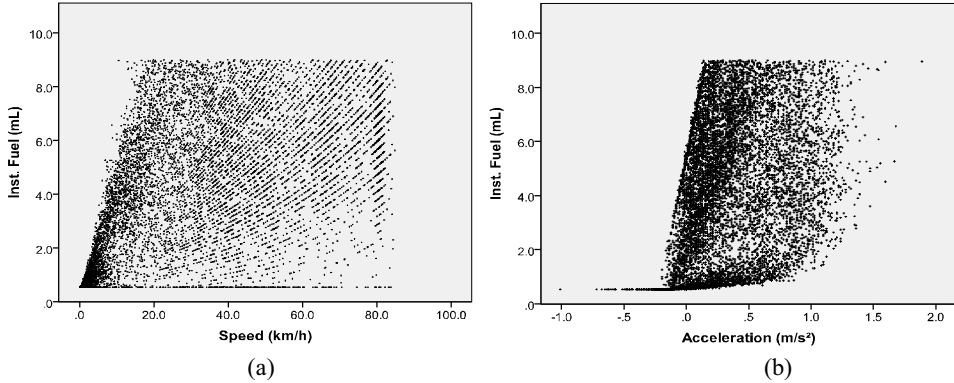 10.0
8.0
6.0
4.0
2.0
.0
Inst. Fuel (mL)
.0 20.0 40.0 60.0 80.0 100.0
Speed (km/h)
(a)
10.0
8.0
6.0
4.0
2.0
.0
Inst. Fuel (mL)
-1.0 -.5 .0 .5 1.0 1.5 2.0
Acceleration (m/s²)
(b)